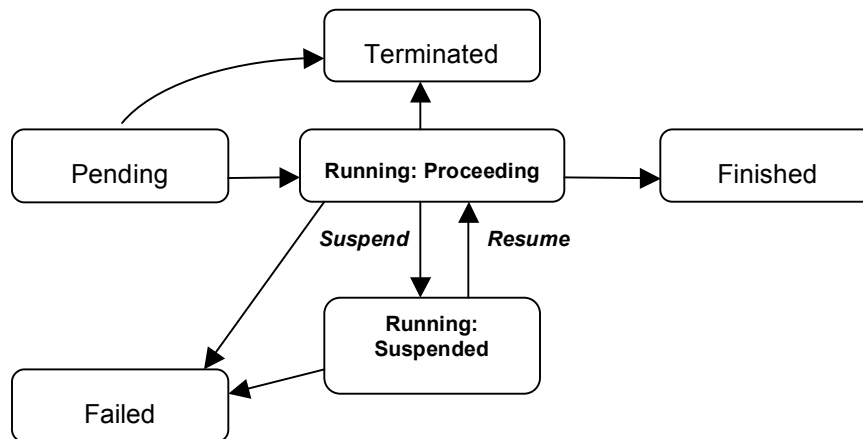 Terminated
Pending
Running: Proceeding
Finished
Suspend
Resume
Running:
Suspended
Failed